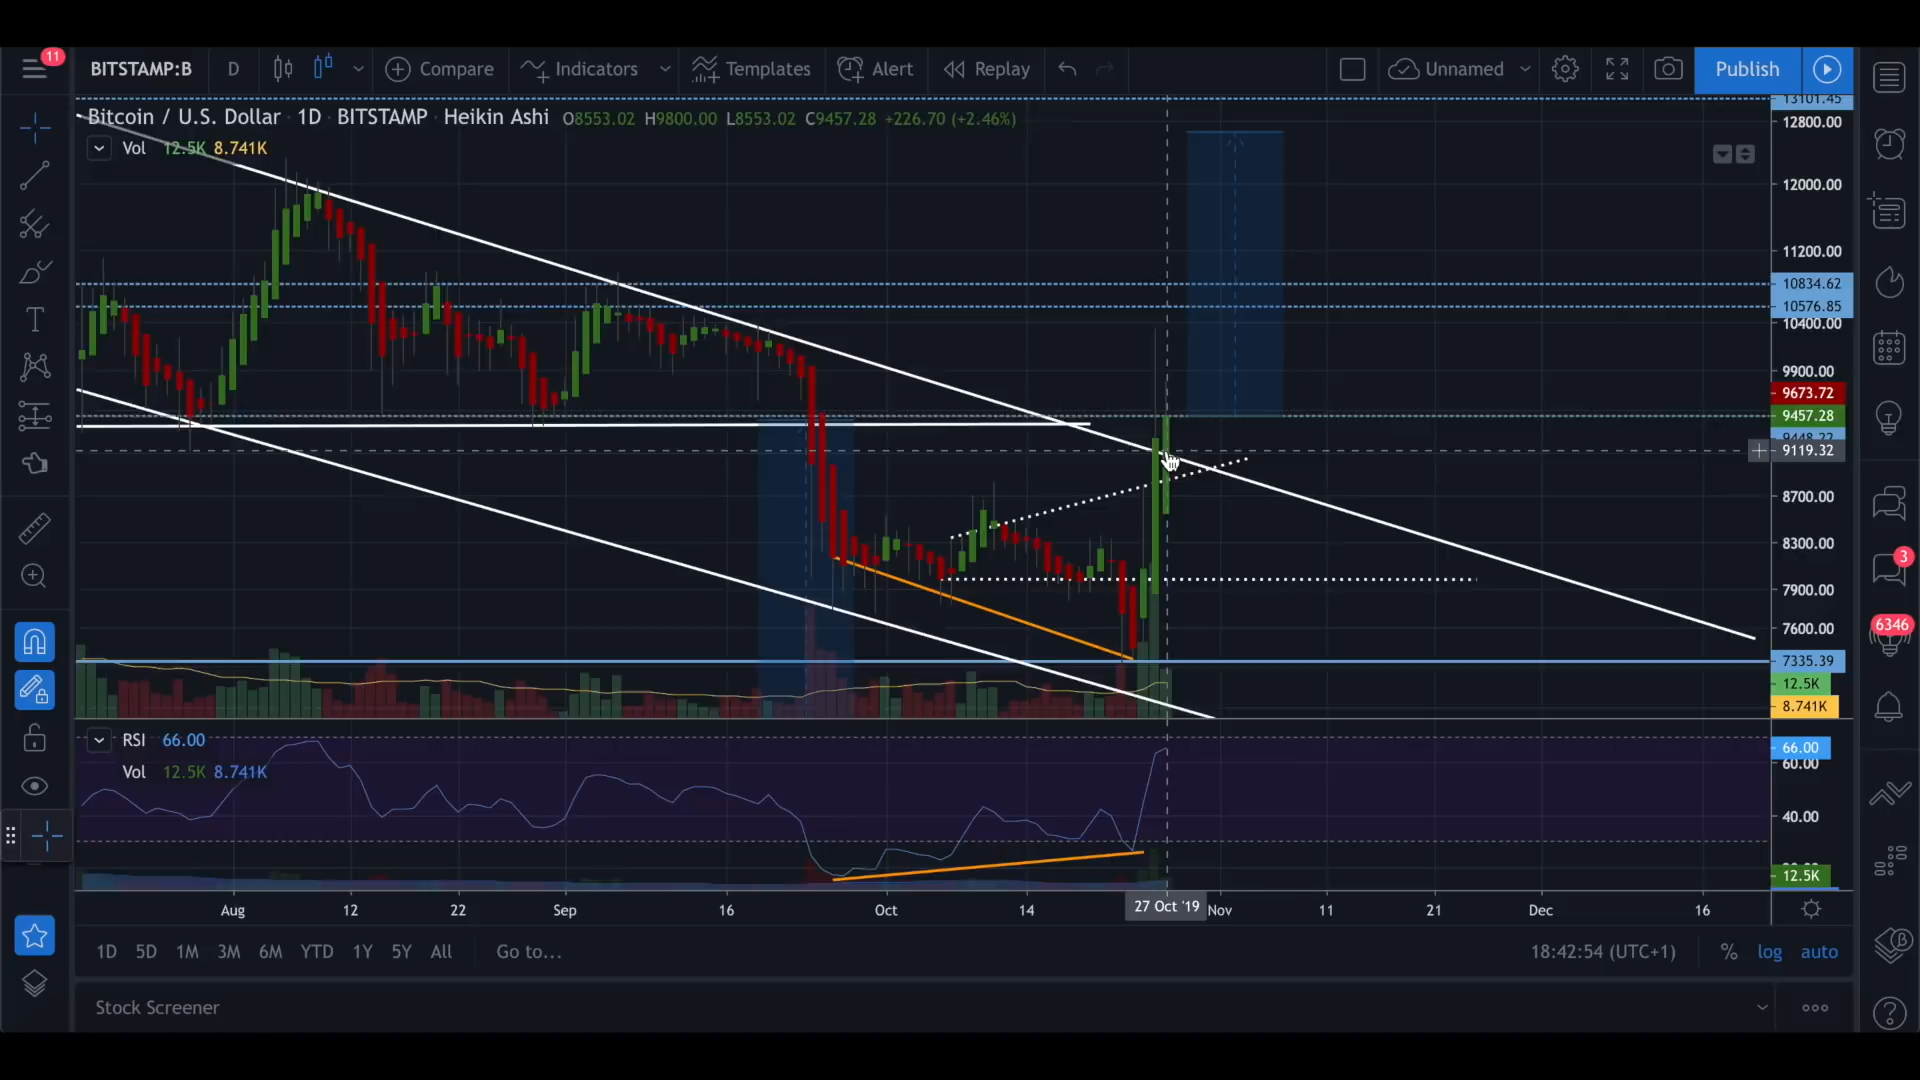 11
BITSTAMP:B D Compare Indicators Templates Alert Replay Unnamed Publish
Bitcoin / U.S. Dollar · 1D · BITSTAMP · Heikin Ashi O8553.02 H9800.00 L8553.02 C9457.28 +226.70 (+2.46%)
Vol 12.5K 8.741K
13101.45
12800.00
12000.00
11200.00
10834.62
10576.85
10400.00
9900.00
9673.72
9457.28
9448.22
9119.32
8700.00
8300.00
7900.00
7600.00
7335.39
12.5K
8.741K
RSI 66.00
Vol 12.5K 8.741K
66.00
60.00
40.00
12.5K
3
6346
Aug 12 22 Sep 16 Oct 14 27 Oct '19 Nov 11 21 Dec 16
1D 5D 1M 3M 6M YTD 1Y 5Y All Go to... 18:42:54 (UTC+1) % log auto
Stock Screener